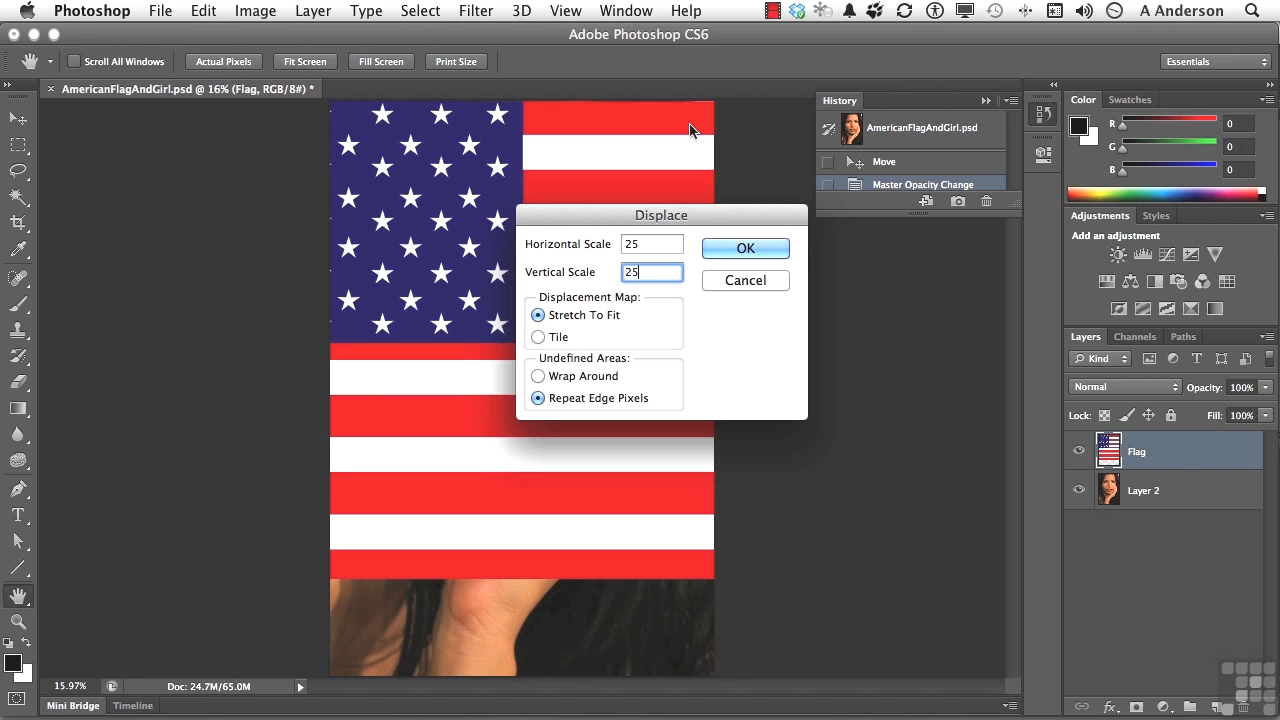 Photoshop File Edit Image Layer Type Select Filter 3D View Window Help A Anderson
Adobe Photoshop CS6
Scroll All Windows Actual Pixels Fit Screen Fill Screen Print Size Essentials
× AmericanFlagAndGirl.psd @ 16% (Flag, RGB/8#) *
History
AmericanFlagAndGirl.psd
Move
Master Opacity Change
Color Swatches
R 0
G 0
B 0
Adjustments Styles
Add an adjustment
Displace
Horizontal Scale 25
Vertical Scale 25
OK
Cancel
Displacement Map:
Stretch To Fit
Tile
Undefined Areas:
Wrap Around
Repeat Edge Pixels
Layers Channels Paths
Kind
Normal Opacity: 100%
Lock: Fill: 100%
Flag
Layer 2
15.97% Doc: 24.7M/65.0M
Mini Bridge Timeline